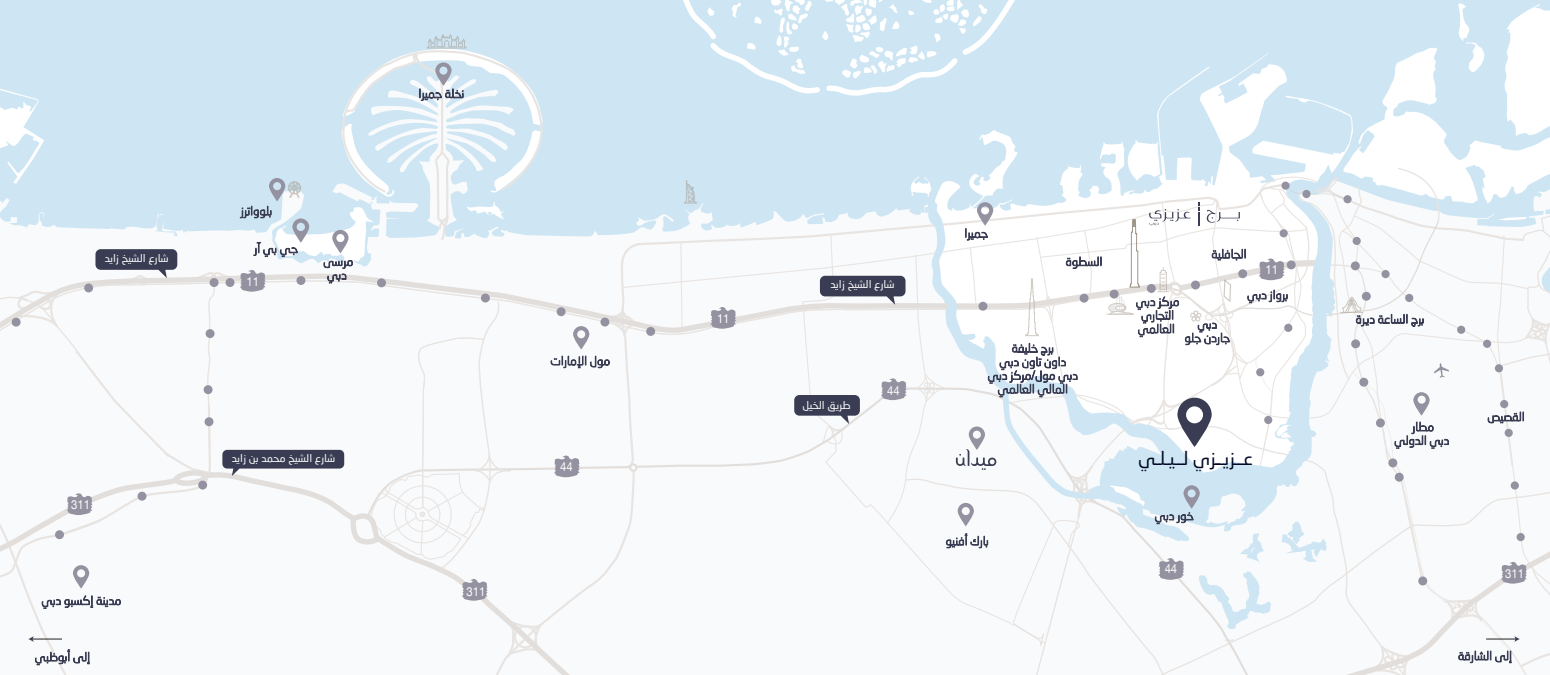 نخلة جميرا
بلوواترز
جي بي آر
مرسى
دبي
شارع الشيخ زايد
11
برج | عزيزي
جميرا
السطوة
الجافلية
11
شارع الشيخ زايد
برواز دبي
مركز دبي
التجاري
العالمي
دبي
جاردن جلو
برج الساعة ديرة
11
مول الإمارات
برج خليفة
داون تاون دبي
دبي مول/مركز دبي
المالي العالمي
44
طريق الخيل
القصيص
مطار
دبي الدولي
شارع الشيخ محمد بن زايد
44
ميدان
عـزيـزي لـيـلـي
خور دبي
311
بارك أفنيو
44
311
311
مدينة إكسبو دبي
إلى أبوظبي
إلى الشارقة